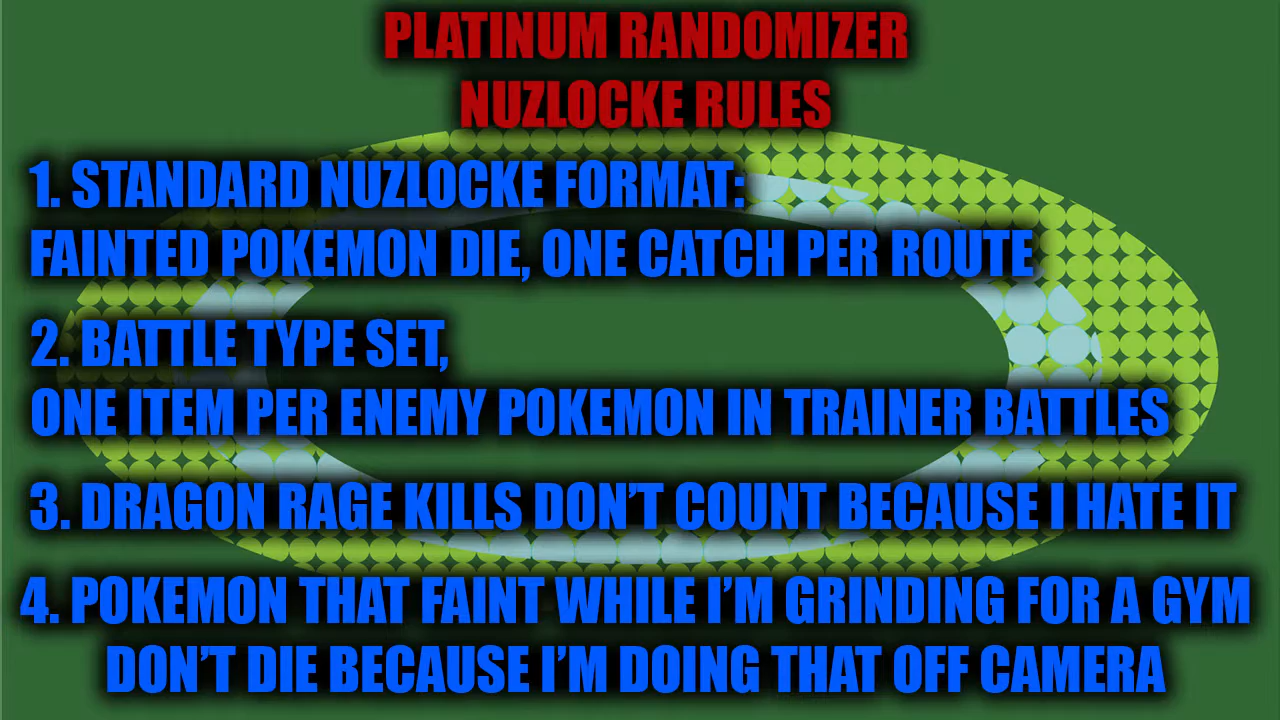 PLATINUM RANDOMIZER
NUZLOCKE RULES
1. STANDARD NUZLOCKE FORMAT:
FAINTED POKEMON DIE, ONE CATCH PER ROUTE
2. BATTLE TYPE SET,
ONE ITEM PER ENEMY POKEMON IN TRAINER BATTLES
3. DRAGON RAGE KILLS DON'T COUNT BECAUSE I HATE IT
4. POKEMON THAT FAINT WHILE I'M GRINDING FOR A GYM
DON'T DIE BECAUSE I'M DOING THAT OFF CAMERA